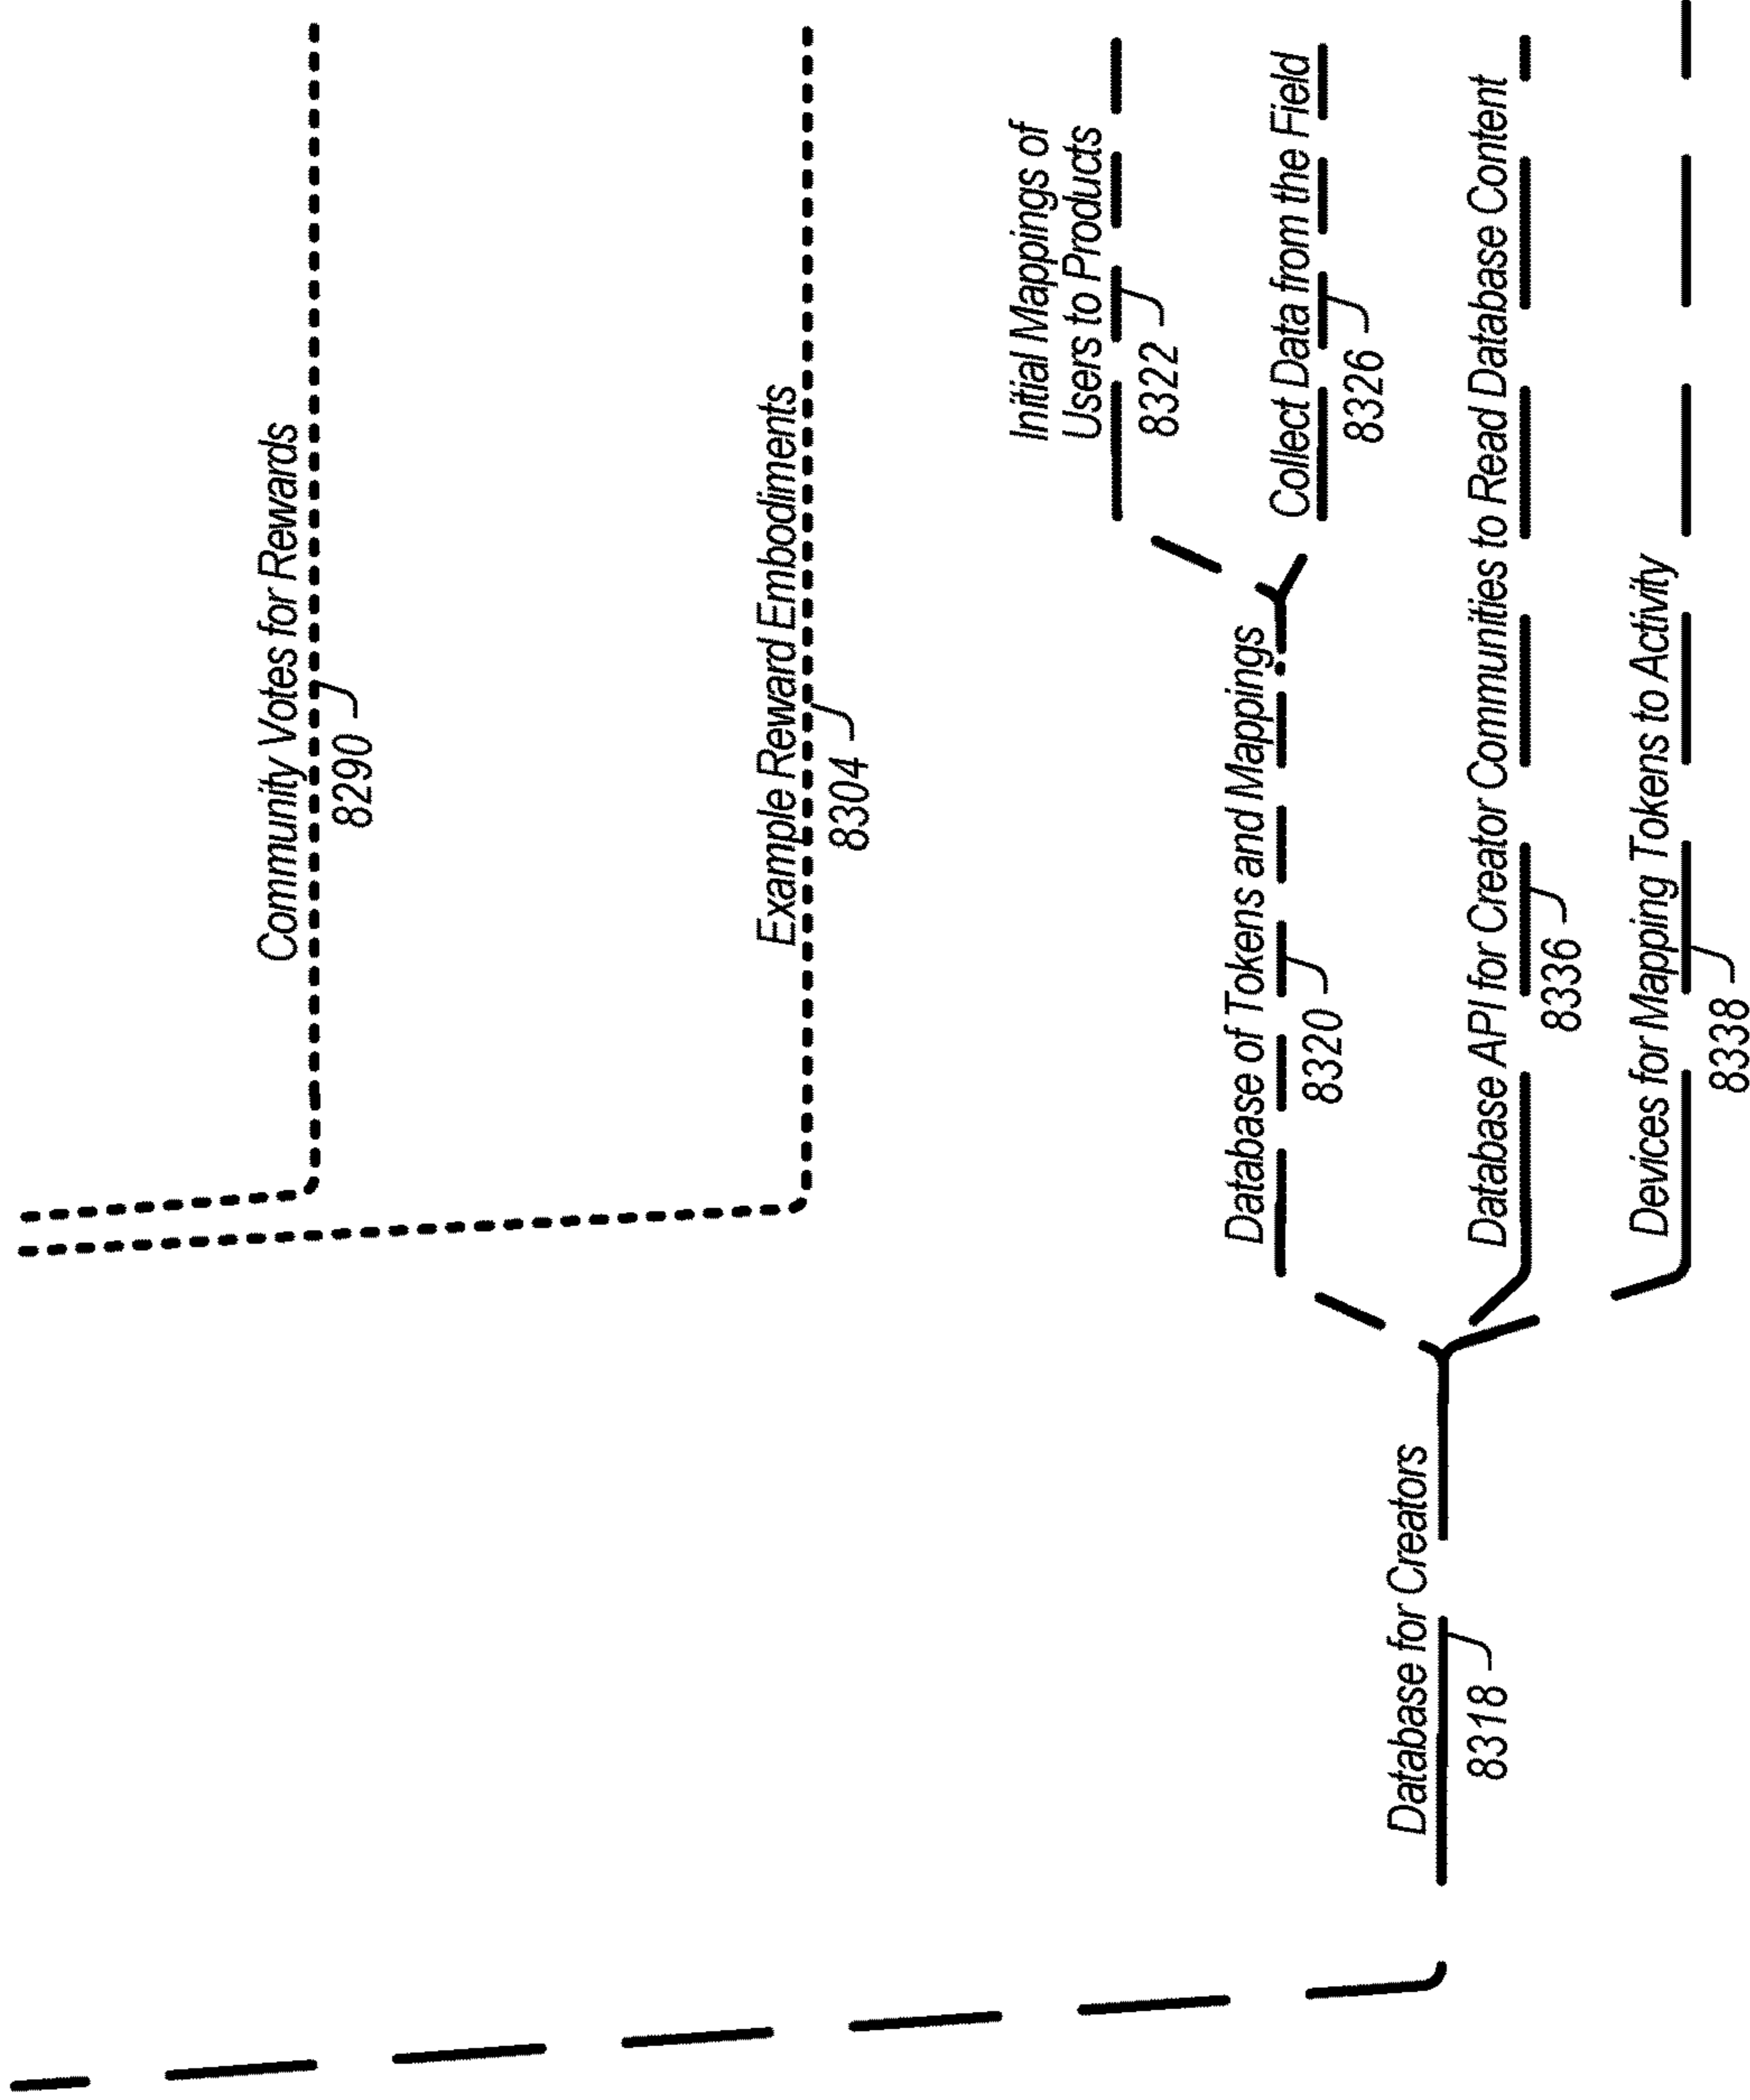 Community Votes for Rewards
8290
Example Reward Embodiments
8304
Initial Mappings of
Users to Products
8322
Collect Data from the Field
8326
Database of Tokens and Mappings
8320
Database API for Creator Communities to Read Database Content
8336
Devices for Mapping Tokens to Activity
8338
Database for Creators
8318